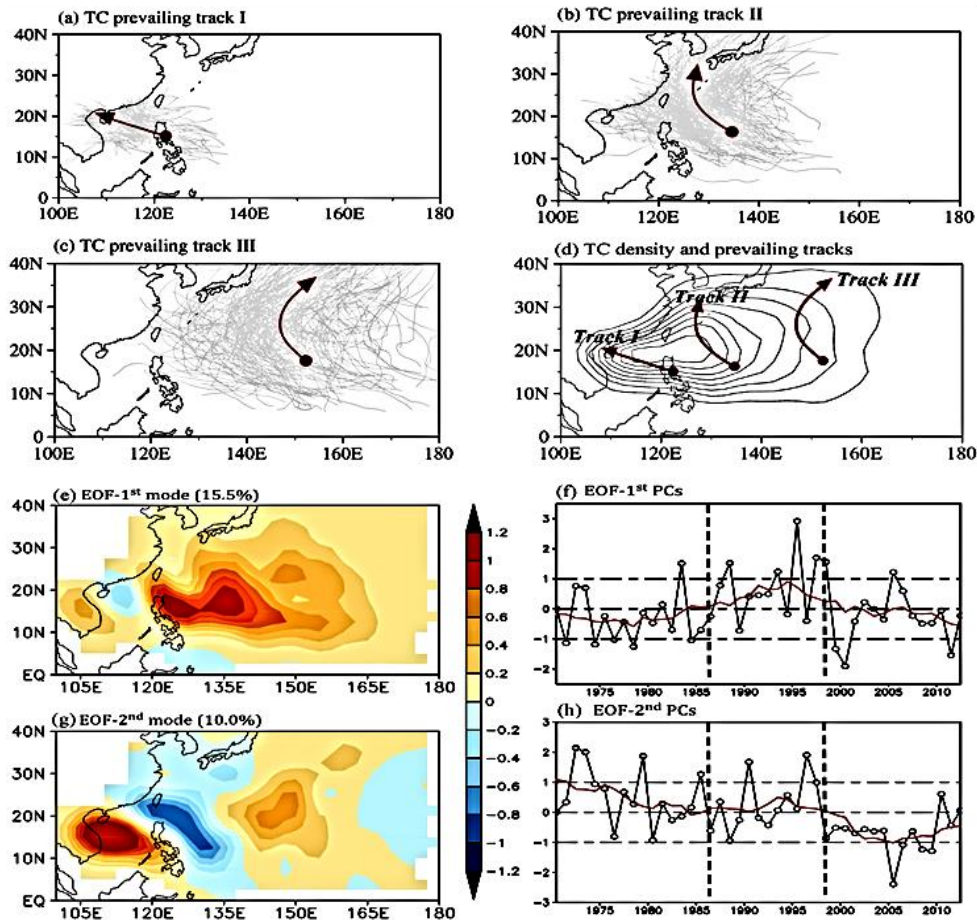 (a) TC prevailing track I
40N
30N
20N
10N
0
100E 120E 140E 160E 180
(b) TC prevailing track II
40N
30N
20N
10N
0
100E 120E 140E 160E 180
(c) TC prevailing track III
40N
30N
20N
10N
0
100E 120E 140E 160E 180
(d) TC density and prevailing tracks
40N
30N
20N
10N
0
Track I
Track II
Track III
100E 120E 140E 160E 180
(e) EOF-1st mode (15.5%)
40N
30N
20N
10N
EQ
105E 120E 135E 150E 165E 180
1.2
1
0.8
0.6
0.4
0.2
0
−0.2
−0.4
−0.6
−0.8
−1
−1.2
(f) EOF-1st PCs
3
2
1
0
−1
−2
1975 1980 1985 1990 1995 2000 2005 2010
(g) EOF-2nd mode (10.0%)
40N
30N
20N
10N
EQ
105E 120E 135E 150E 165E 180
(h) EOF-2nd PCs
3
2
1
0
−1
−2
−3
1975 1980 1985 1990 1995 2000 2005 2010